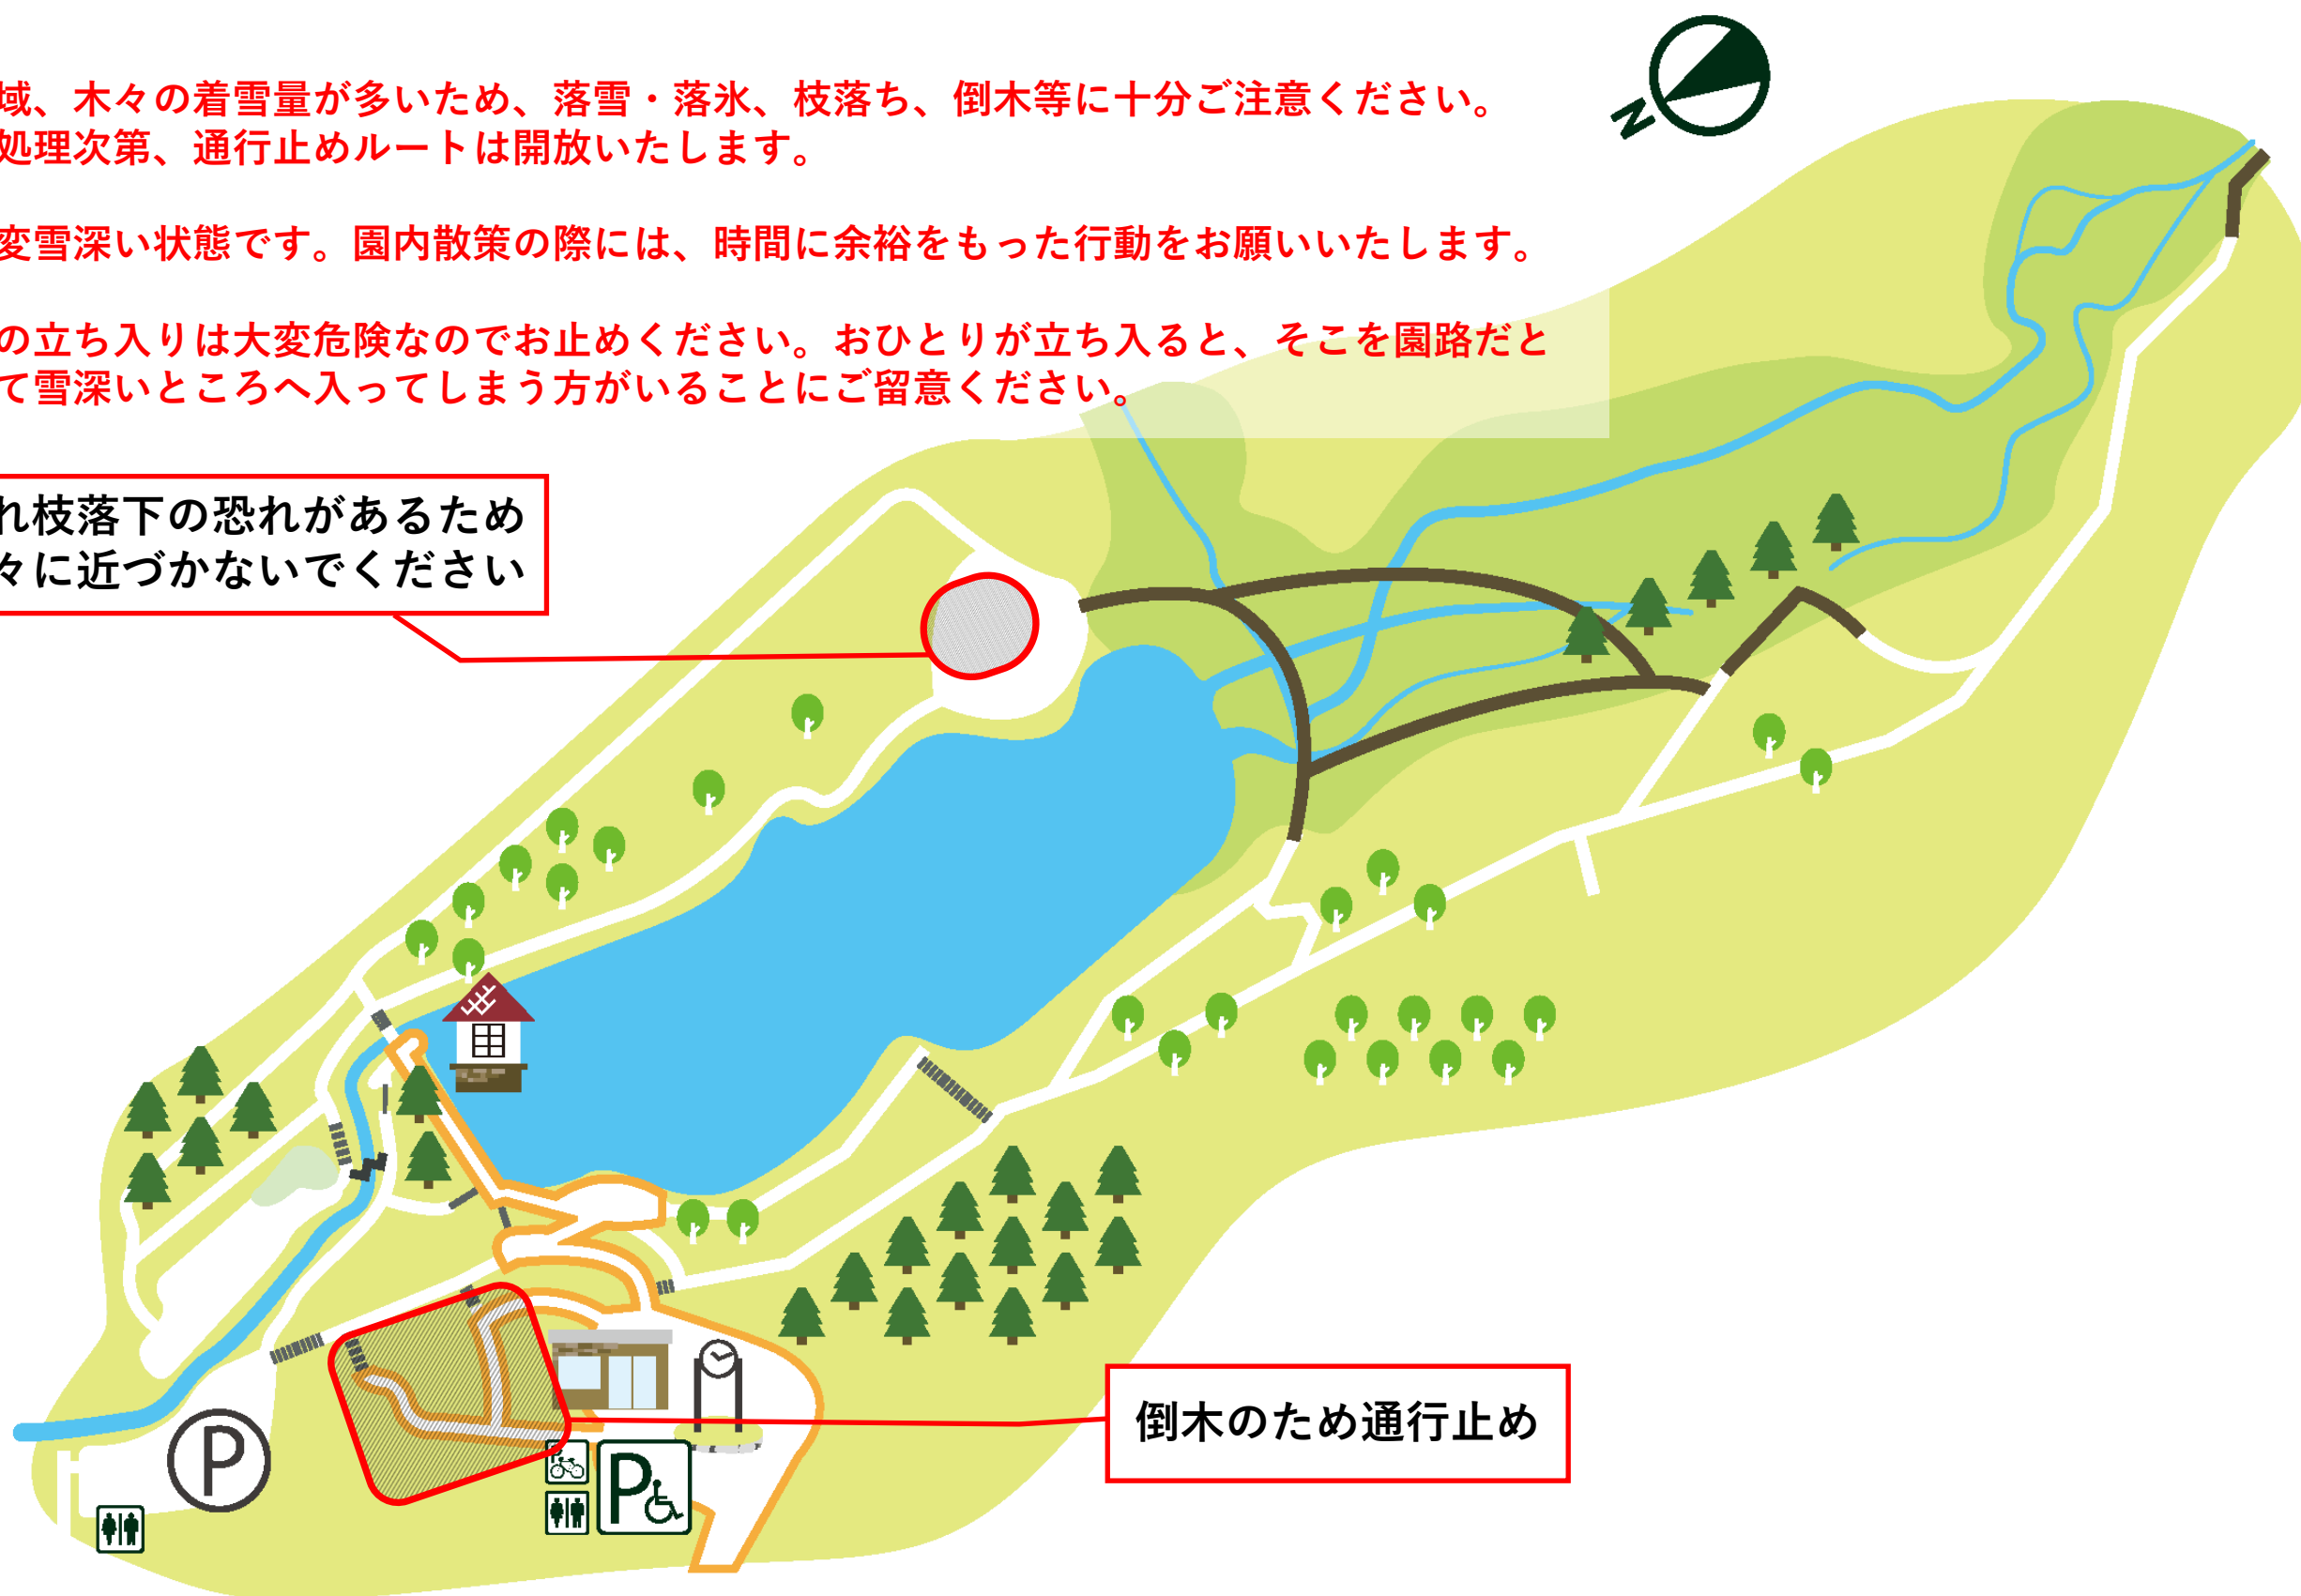 域、木々の着雪量が多いため、落雪・落氷、枝落ち、倒木等に十分ご注意ください。
処理次第、通行止めルートは開放いたします。
変雪深い状態です。園内散策の際には、時間に余裕をもった行動をお願いいたします。
の立ち入りは大変危険なのでお止めください。おひとりが立ち入ると、そこを園路だと
て雪深いところへ入ってしまう方がいることにご留意ください。
れ枝落下の恐れがあるため
々に近づかないでください
N
倒木のため通行止め
P
P
P